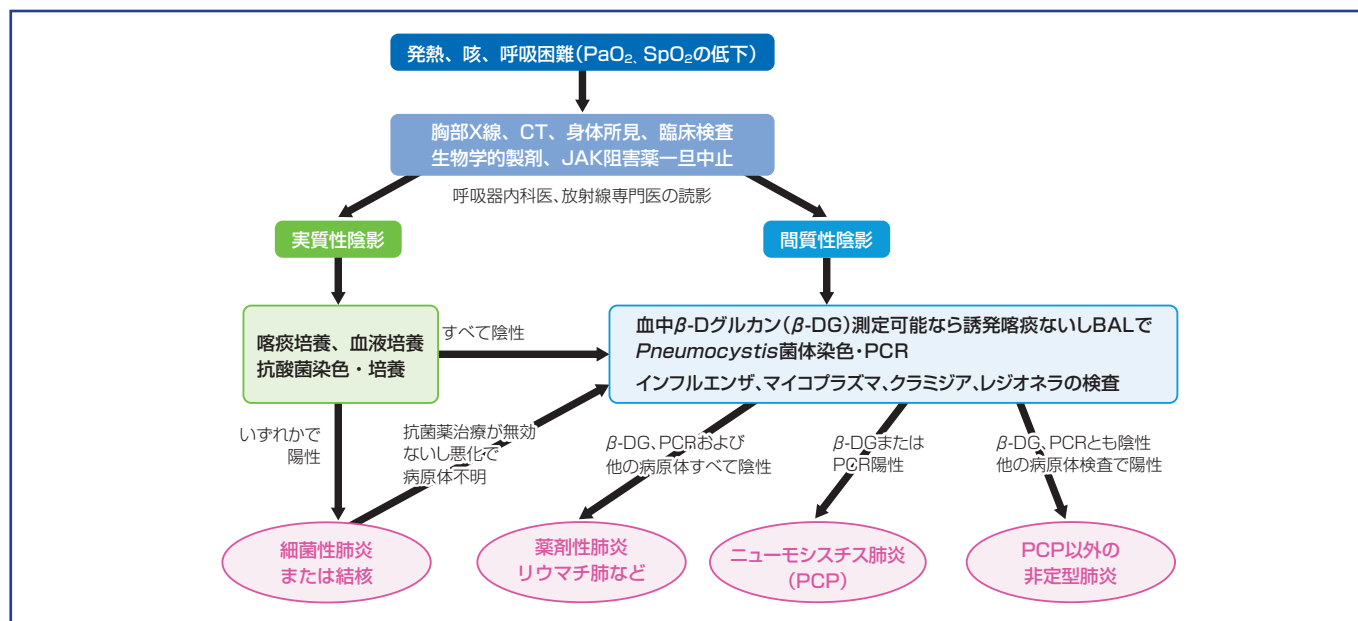 発熱、咳、呼吸困難(PaO₂、SpO₂の低下)
胸部X線、CT、身体所見、臨床検査
生物学的製剤、JAK阻害薬一旦中止
呼吸器内科医、放射線専門医の読影
実質性陰影
間質性陰影
喀痰培養、血液培養
抗酸菌染色・培養
すべて陰性
血中β-Dグルカン(β-DG)測定可能なら誘発喀痰ないしBALで
Pneumocystis菌体染色・PCR
インフルエンザ、マイコプラズマ、クラミジア、レジオネラの検査
いずれかで
陽性
抗菌薬治療が無効
ないし悪化で
病原体不明
β-DG、PCRおよび
他の病原体すべて陰性
β-DGまたは
PCR陽性
β-DG、PCRとも陰性
他の病原体検査で陽性
細菌性肺炎
または結核
薬剤性肺炎
リウマチ肺など
ニューモシスチス肺炎
(PCP)
PCP以外の
非定型肺炎